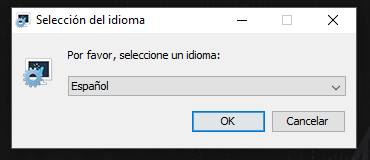 Selección del idioma
Por favor, seleccione un idioma:
Español
OK
Cancelar